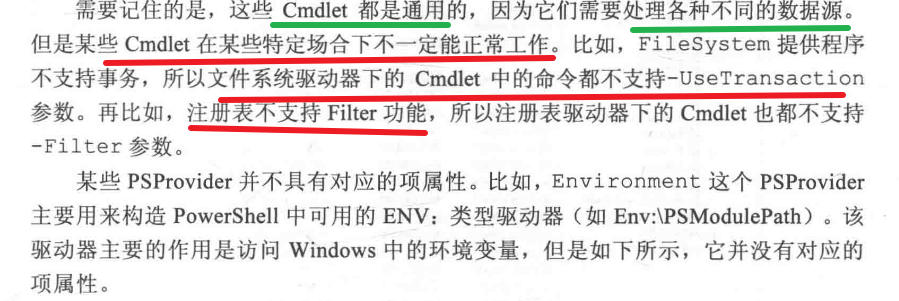 需要记住的是，这些 Cmdlet 都是通用的，因为它们需要处理各种不同的数据源。
但是某些 Cmdlet 在某些特定场合下不一定能正常工作。比如，FileSystem 提供程序
不支持事务，所以文件系统驱动器下的 Cmdlet 中的命令都不支持-UseTransaction
参数。再比如，注册表不支持 Filter 功能，所以注册表驱动器下的 Cmdlet 也都不支持
-Filter 参数。
某些 PSProvider 并不具有对应的项属性。比如，Environment 这个 PSProvider
主要用来构造 PowerShell 中可用的 ENV：类型驱动器（如 Env:\PSModulePath）。该
驱动器主要的作用是访问 Windows 中的环境变量，但是如下所示，它并没有对应的
项属性。